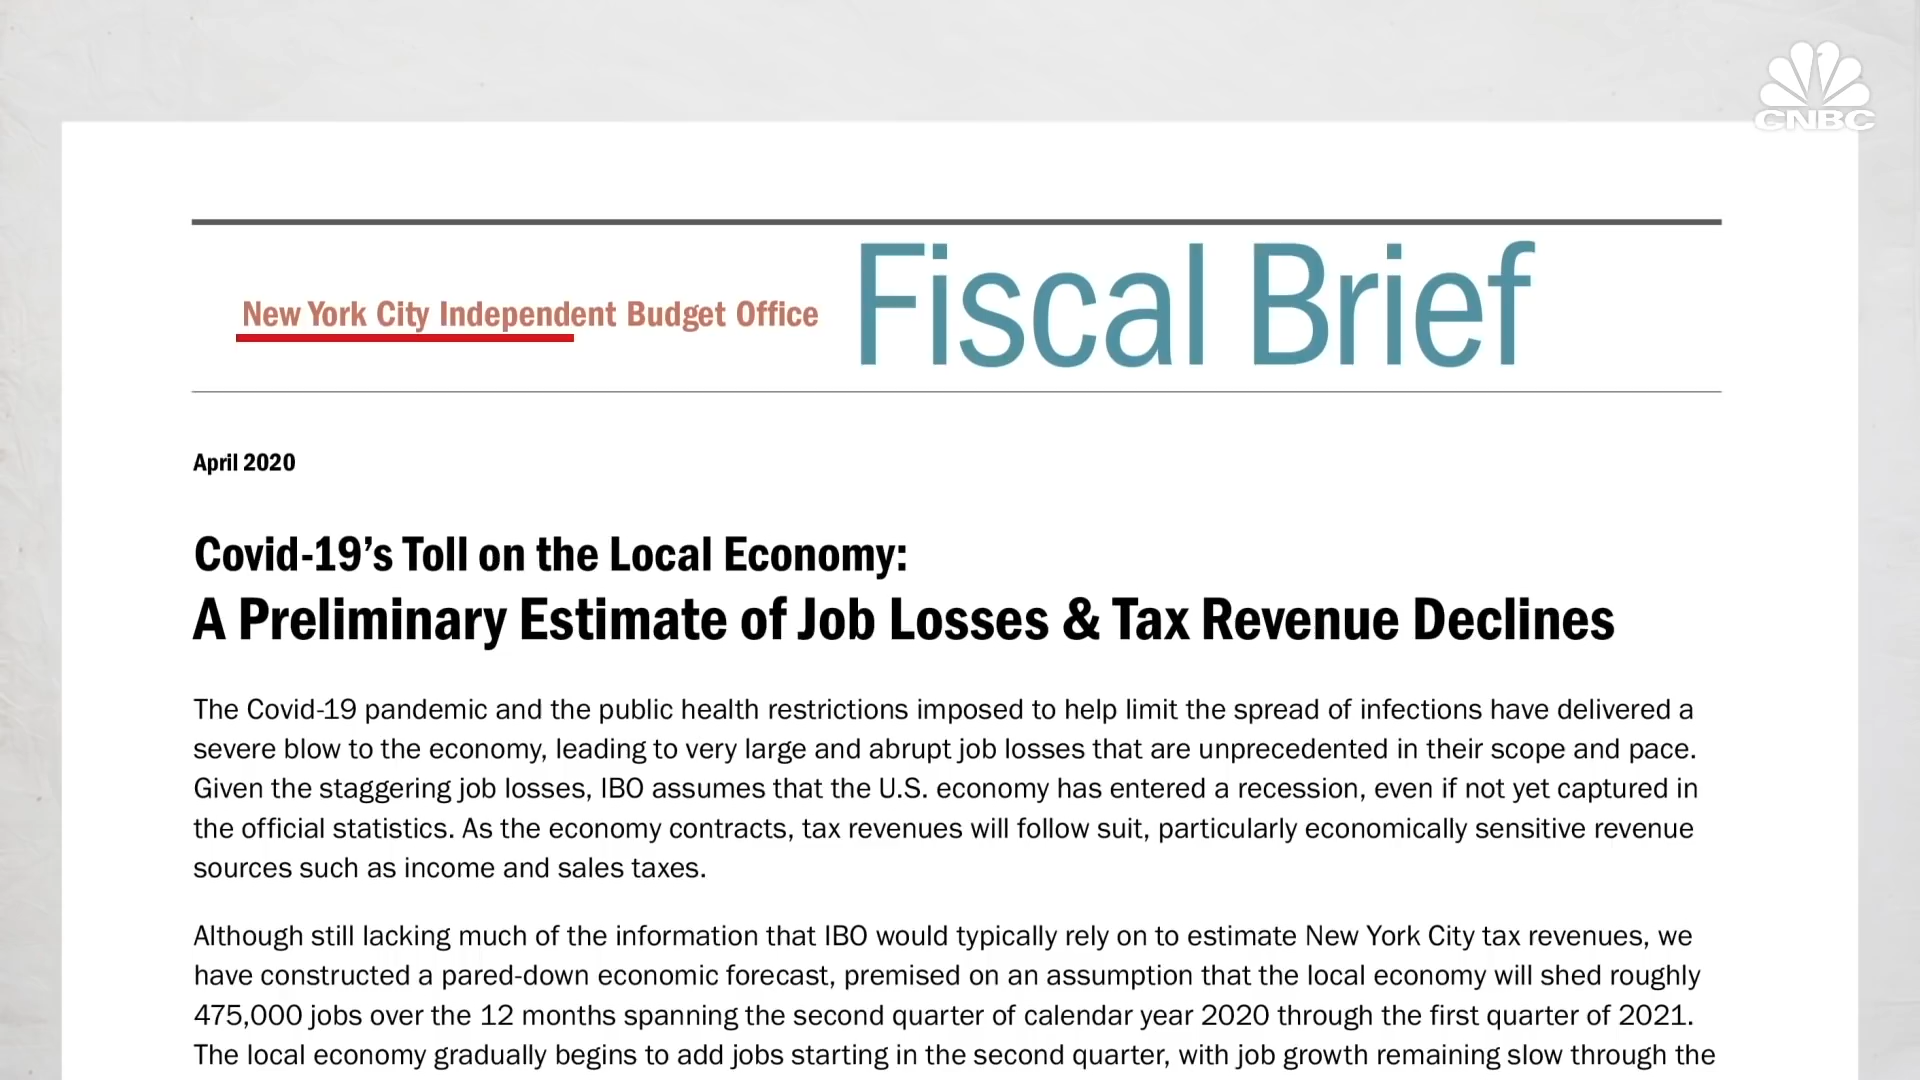 CNBC
New York City Independent Budget Office
Fiscal Brief
April 2020
Covid-19’s Toll on the Local Economy:
A Preliminary Estimate of Job Losses & Tax Revenue Declines
The Covid-19 pandemic and the public health restrictions imposed to help limit the spread of infections have delivered a
severe blow to the economy, leading to very large and abrupt job losses that are unprecedented in their scope and pace.
Given the staggering job losses, IBO assumes that the U.S. economy has entered a recession, even if not yet captured in
the official statistics. As the economy contracts, tax revenues will follow suit, particularly economically sensitive revenue
sources such as income and sales taxes.
Although still lacking much of the information that IBO would typically rely on to estimate New York City tax revenues, we
have constructed a pared-down economic forecast, premised on an assumption that the local economy will shed roughly
475,000 jobs over the 12 months spanning the second quarter of calendar year 2020 through the first quarter of 2021.
The local economy gradually begins to add jobs starting in the second quarter, with job growth remaining slow through the